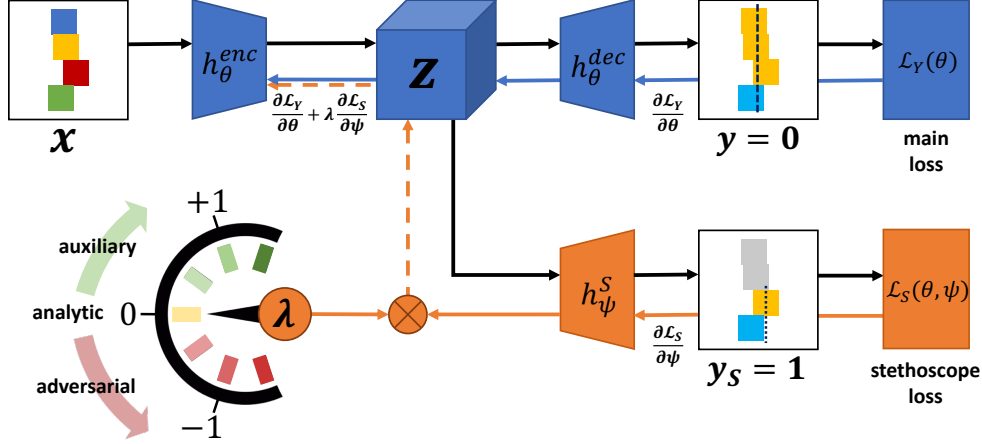 x
h_θ^enc
Z
h_θ^dec
y = 0
ℒ_Y(θ)
main
loss
∂ℒ_Y/∂θ + λ ∂ℒ_S/∂ψ
∂ℒ_Y/∂θ
+1
auxiliary
analytic 0
adversarial
−1
λ
h_ψ^S
∂ℒ_S/∂ψ
y_S = 1
ℒ_S(θ, ψ)
stethoscope
loss